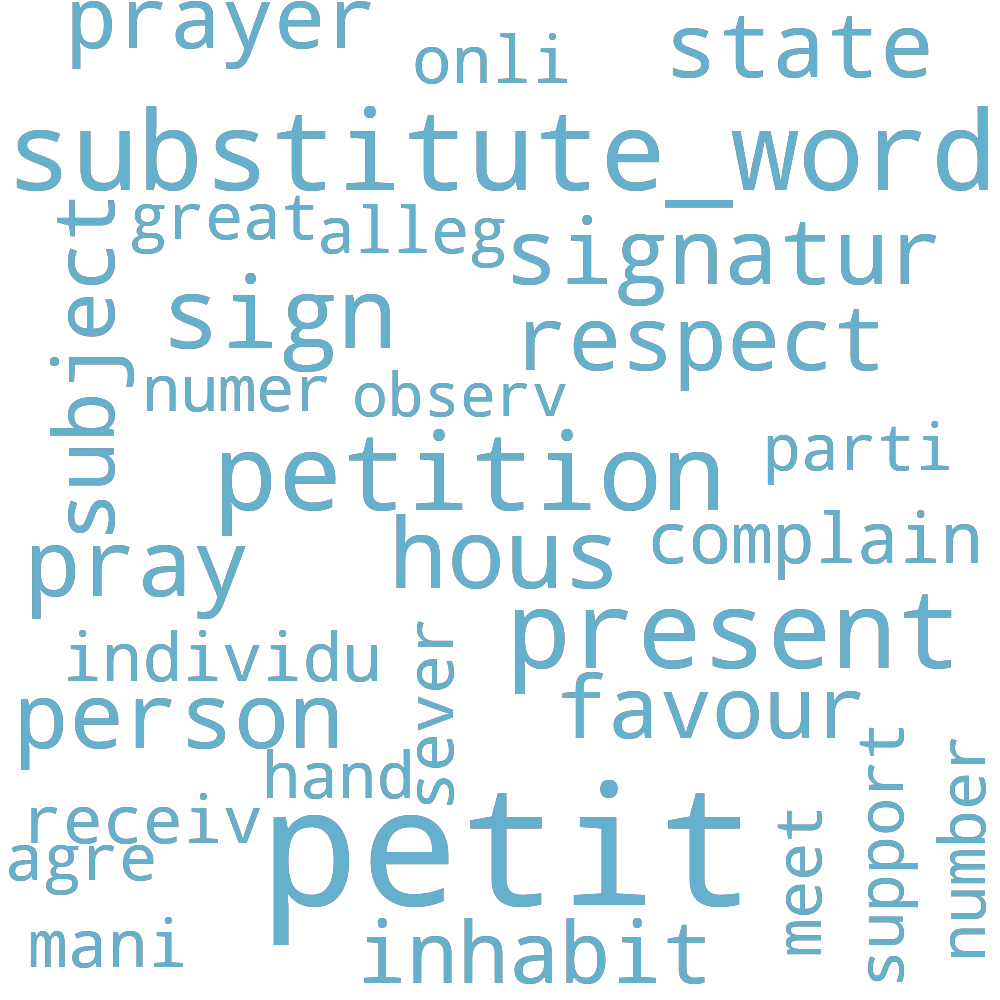 prayer
onli
state
substitute_word
subject
great
alleg
signatur
sign
respect
numer
observ
petition
parti
pray
hous
complain
present
individu
sever
person
favour
hand
receiv
agre
petit
meet
support
number
mani
inhabit